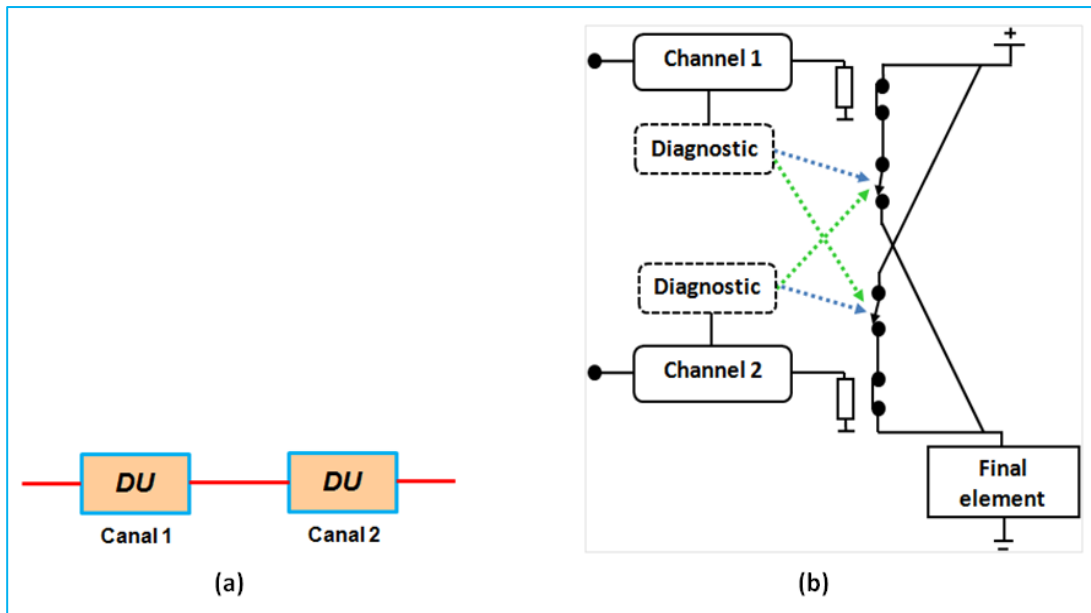 DU
DU
Canal 1
Canal 2
(a)
Channel 1
Diagnostic
Diagnostic
Channel 2
+
Final
element
-
(b)